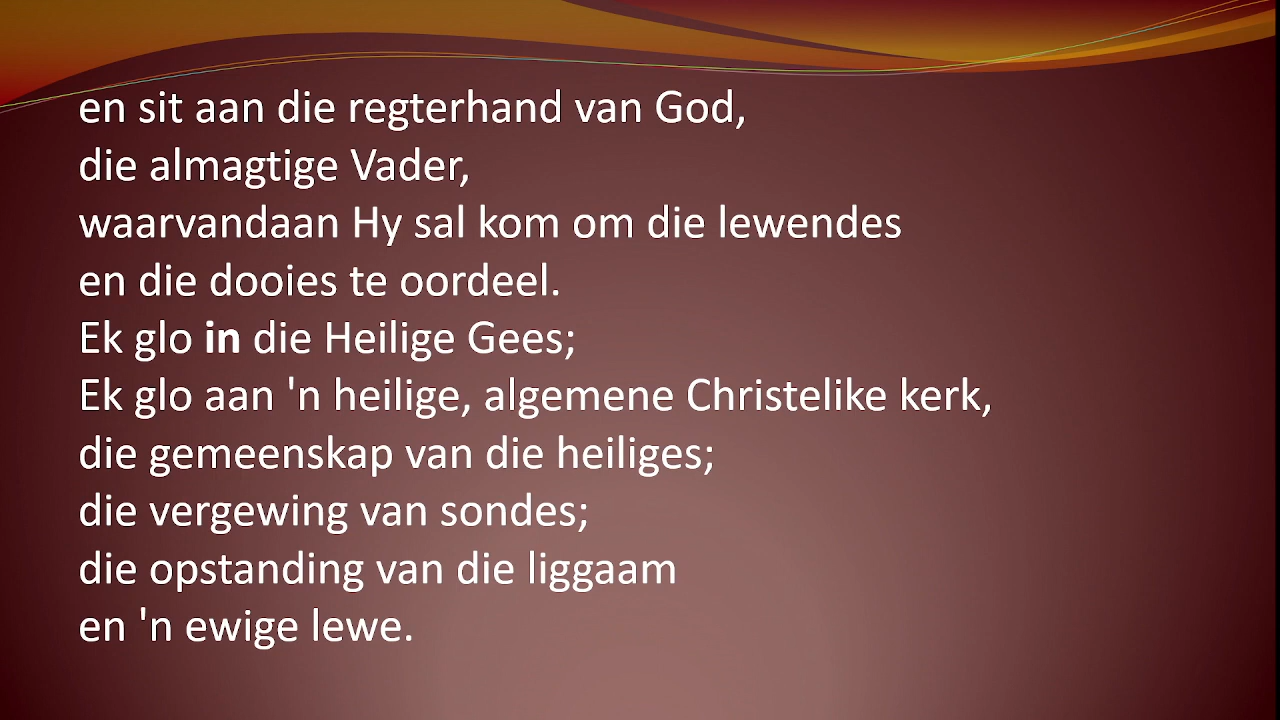 en sit aan die regterhand van God,
die almagtige Vader,
waarvandaan Hy sal kom om die lewendes
en die dooies te oordeel.
Ek glo in die Heilige Gees;
Ek glo aan 'n heilige, algemene Christelike kerk,
die gemeenskap van die heiliges;
die vergewing van sondes;
die opstanding van die liggaam
en 'n ewige lewe.